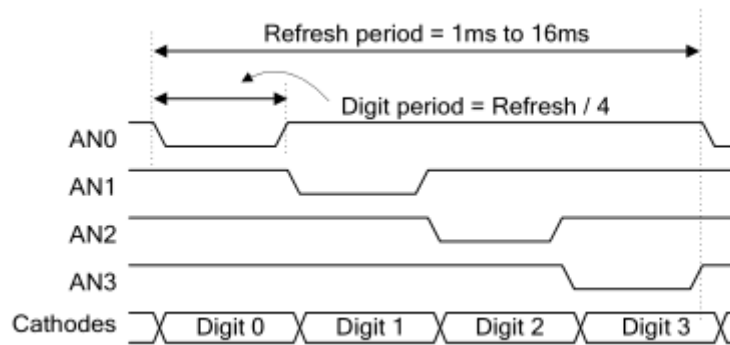 Refresh period = 1ms to 16ms
Digit period = Refresh / 4
AN0
AN1
AN2
AN3
Cathodes Digit 0 Digit 1 Digit 2 Digit 3